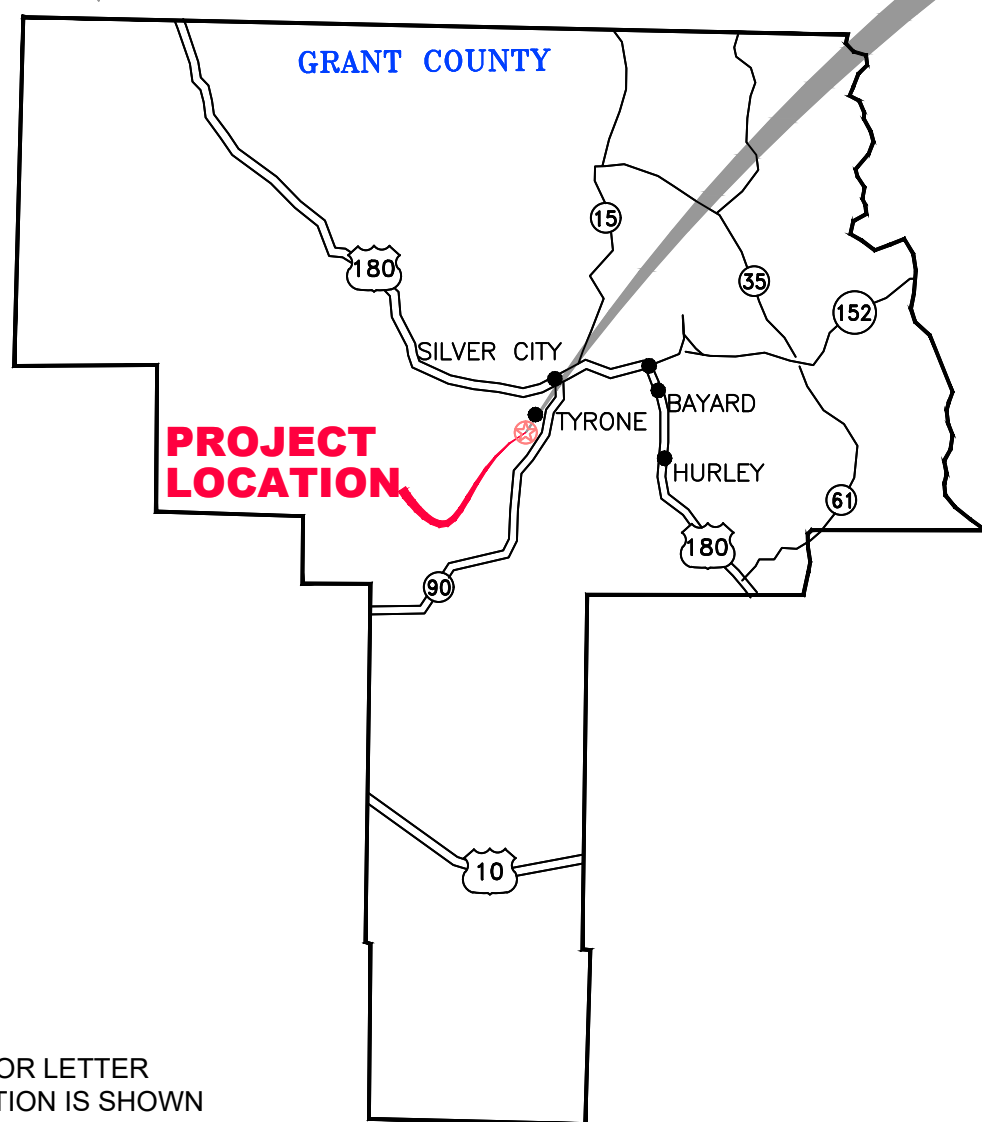 GRANT COUNTY
15
180
35
152
SILVER CITY
BAYARD
TYRONE
PROJECT
LOCATION
HURLEY
61
180
90
10
OR LETTER
TION IS SHOWN